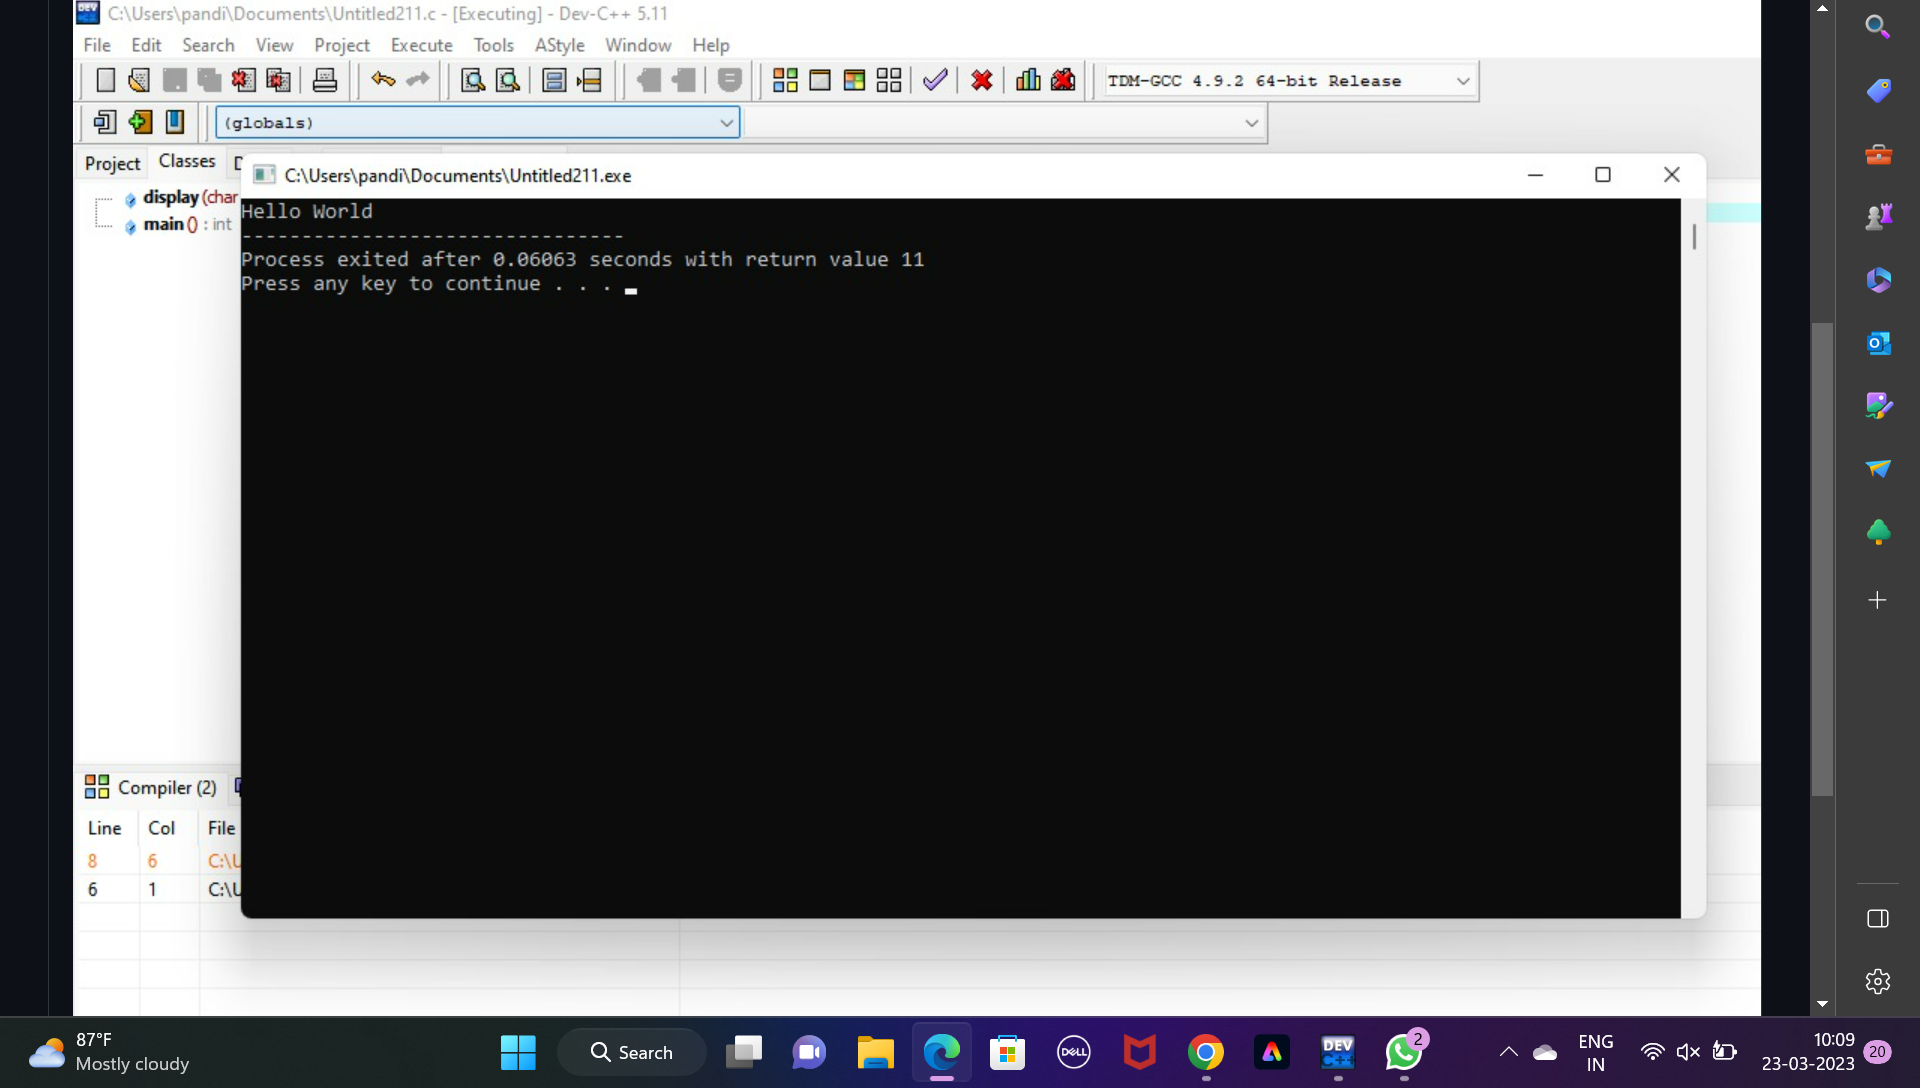 C:\Users\pandi\Documents\Untitled211.c - [Executing] - Dev-C++ 5.11
File Edit Search View Project Execute Tools AStyle Window Help
TDM-GCC 4.9.2 64-bit Release
(globals)
Project Classes D
C:\Users\pandi\Documents\Untitled211.exe
display (char
main () : int
Hello World
--------------------------------
Process exited after 0.06063 seconds with return value 11
Press any key to continue . . .
Compiler (2)
Line Col File
8 6 C:\U
6 1 C:\U
87°F
Mostly cloudy
Search
DELL
DEV
C++
2
ENG
IN
10:09
23-03-2023
20